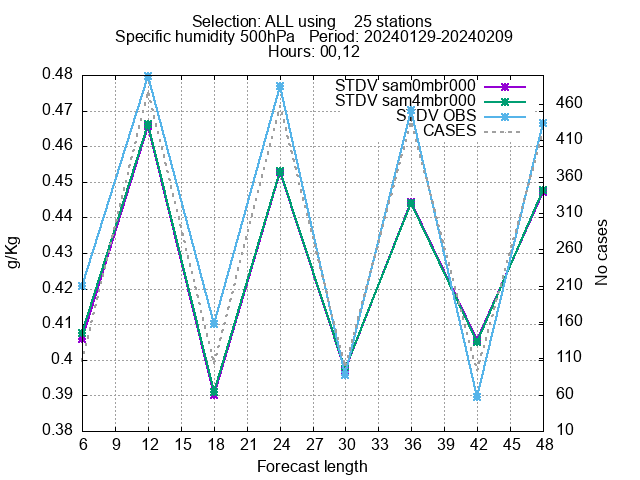 Selection: ALL using    25 stations
Specific humidity 500hPa   Period: 20240129-20240209
Hours: 00,12
STDV sam0mbr000
STDV sam4mbr000
STDV OBS
CASES
0.48
0.47
0.46
0.45
0.44
0.43
0.42
0.41
0.4
0.39
0.38
g/Kg
460
410
360
310
260
210
160
110
60
10
No cases
6 9 12 15 18 21 24 27 30 33 36 39 42 45 48
Forecast length